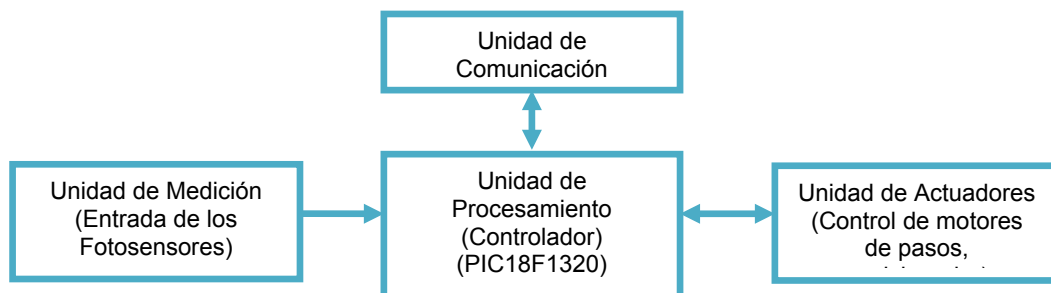 Unidad de
Comunicación
Unidad de Medición
(Entrada de los
Fotosensores)
Unidad de
Procesamiento
(Controlador)
(PIC18F1320)
Unidad de Actuadores
(Control de motores
de pasos,